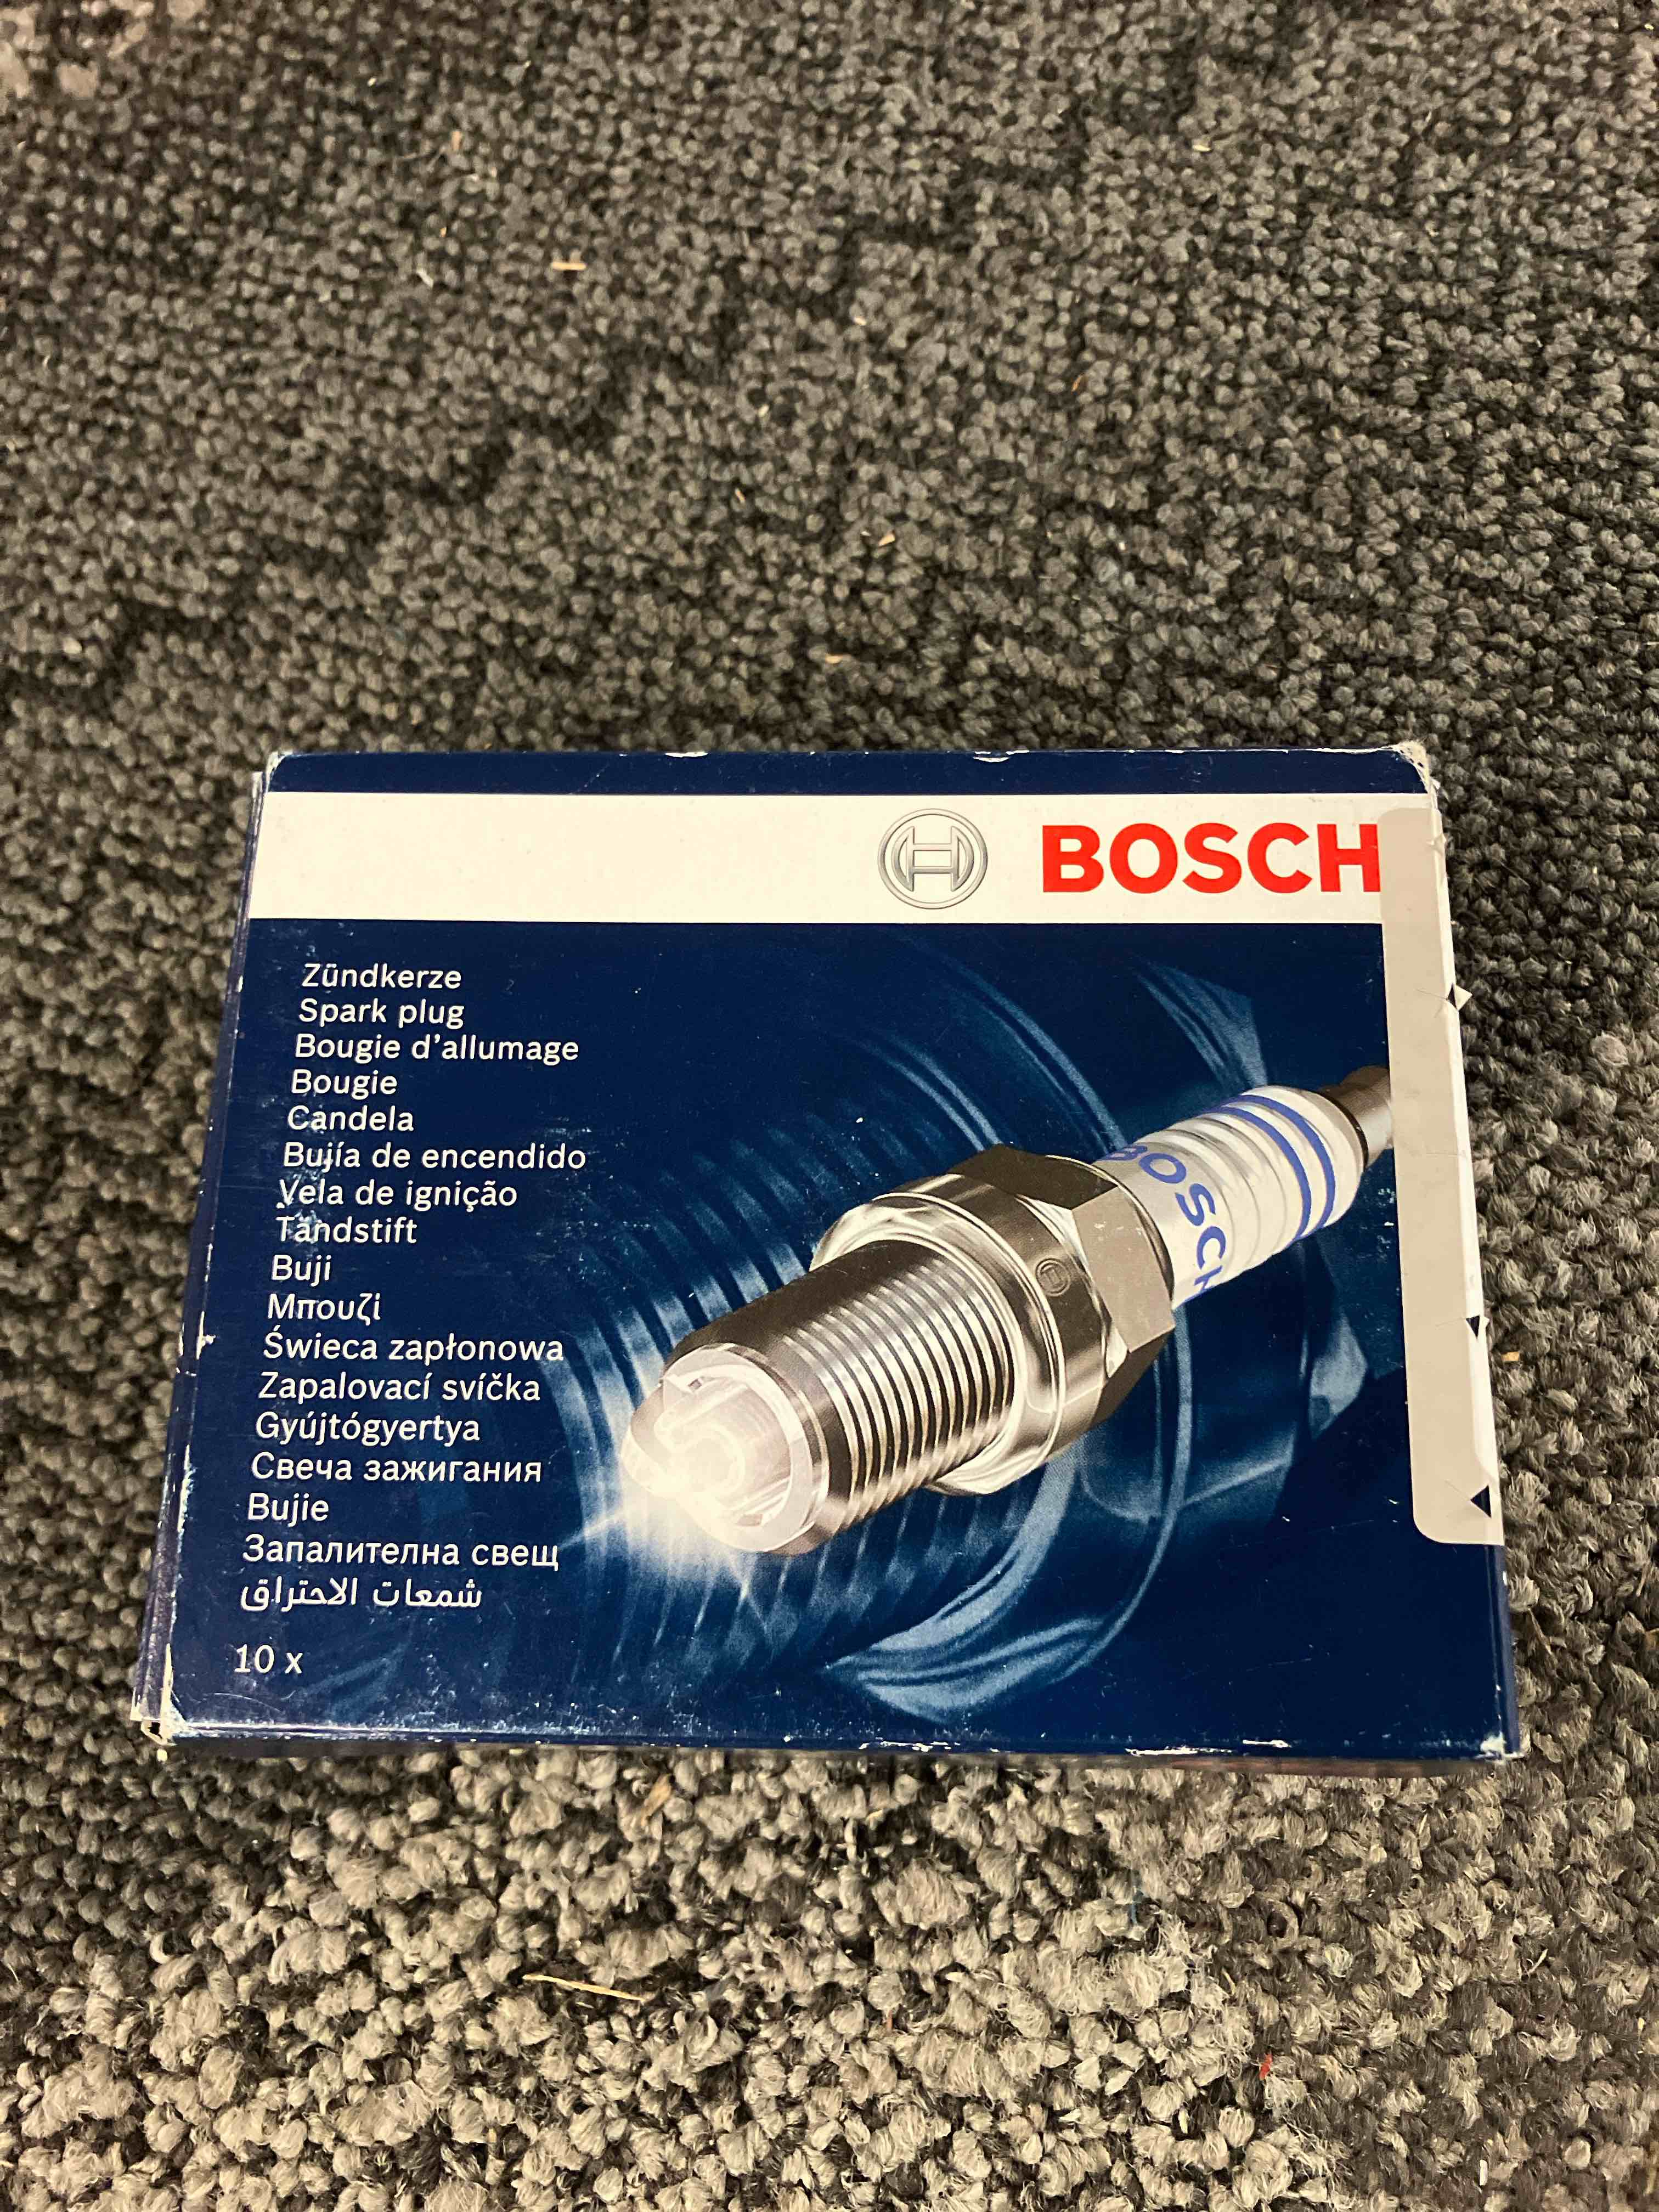 BOSCH
Zündkerze
Spark plug
Bougie d'allumage
Bougie
Candela
Bujía de encendido
Vela de ignição
Tändstift
Buji
Μπουζί
Świeca zapłonowa
Zapalovací svíčka
Gyújtógyertya
Свеча зажигания
Bujie
Запалителна свещ
شمعات الاحتراق
10 x
BOSCH